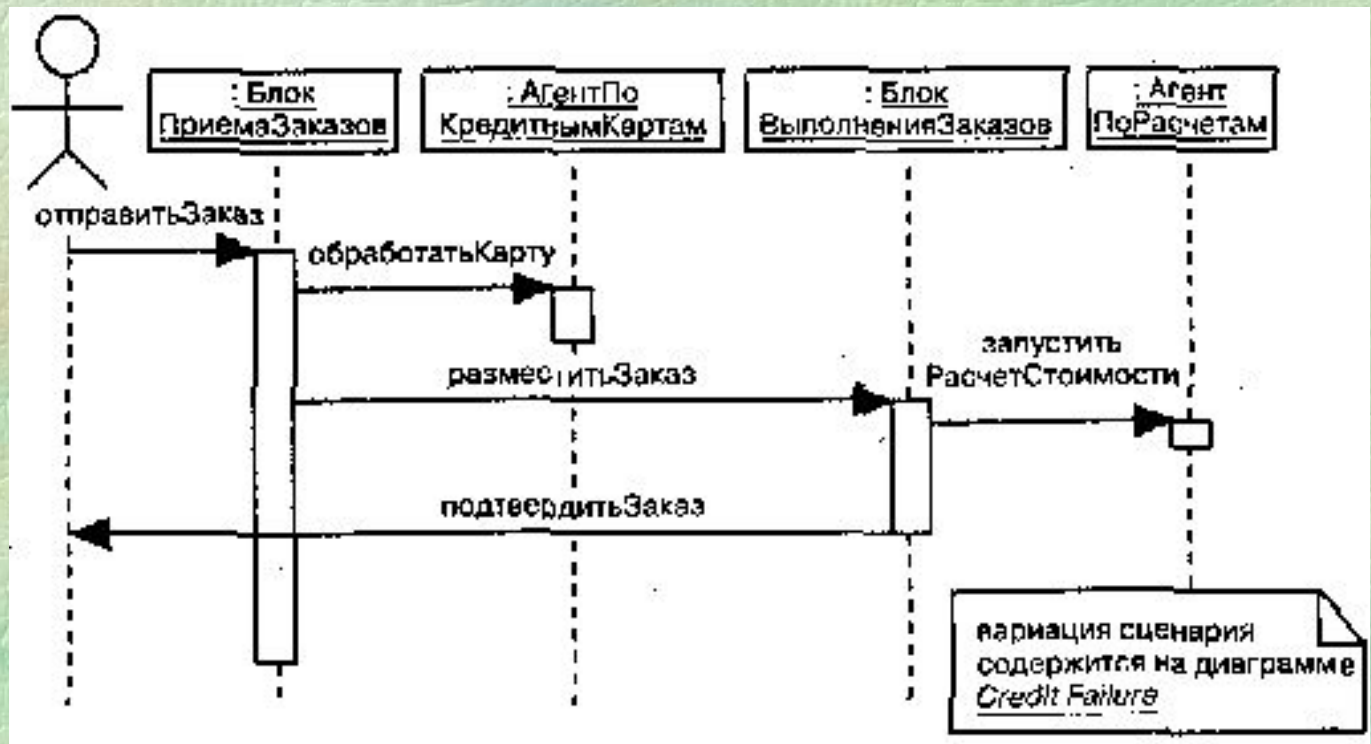 : Блок
ПриемаЗаказов
: АгентПо
КредитнымКартам
: Блок
ВыполненияЗаказов
: Агент
ПоРасчетам
отправитьЗаказ
обработатьКарту
разместитьЗаказ
запустить
РасчетСтоимости
подтвердитьЗаказ
вариация сценария
содержится на диаграмме
Credit Failure